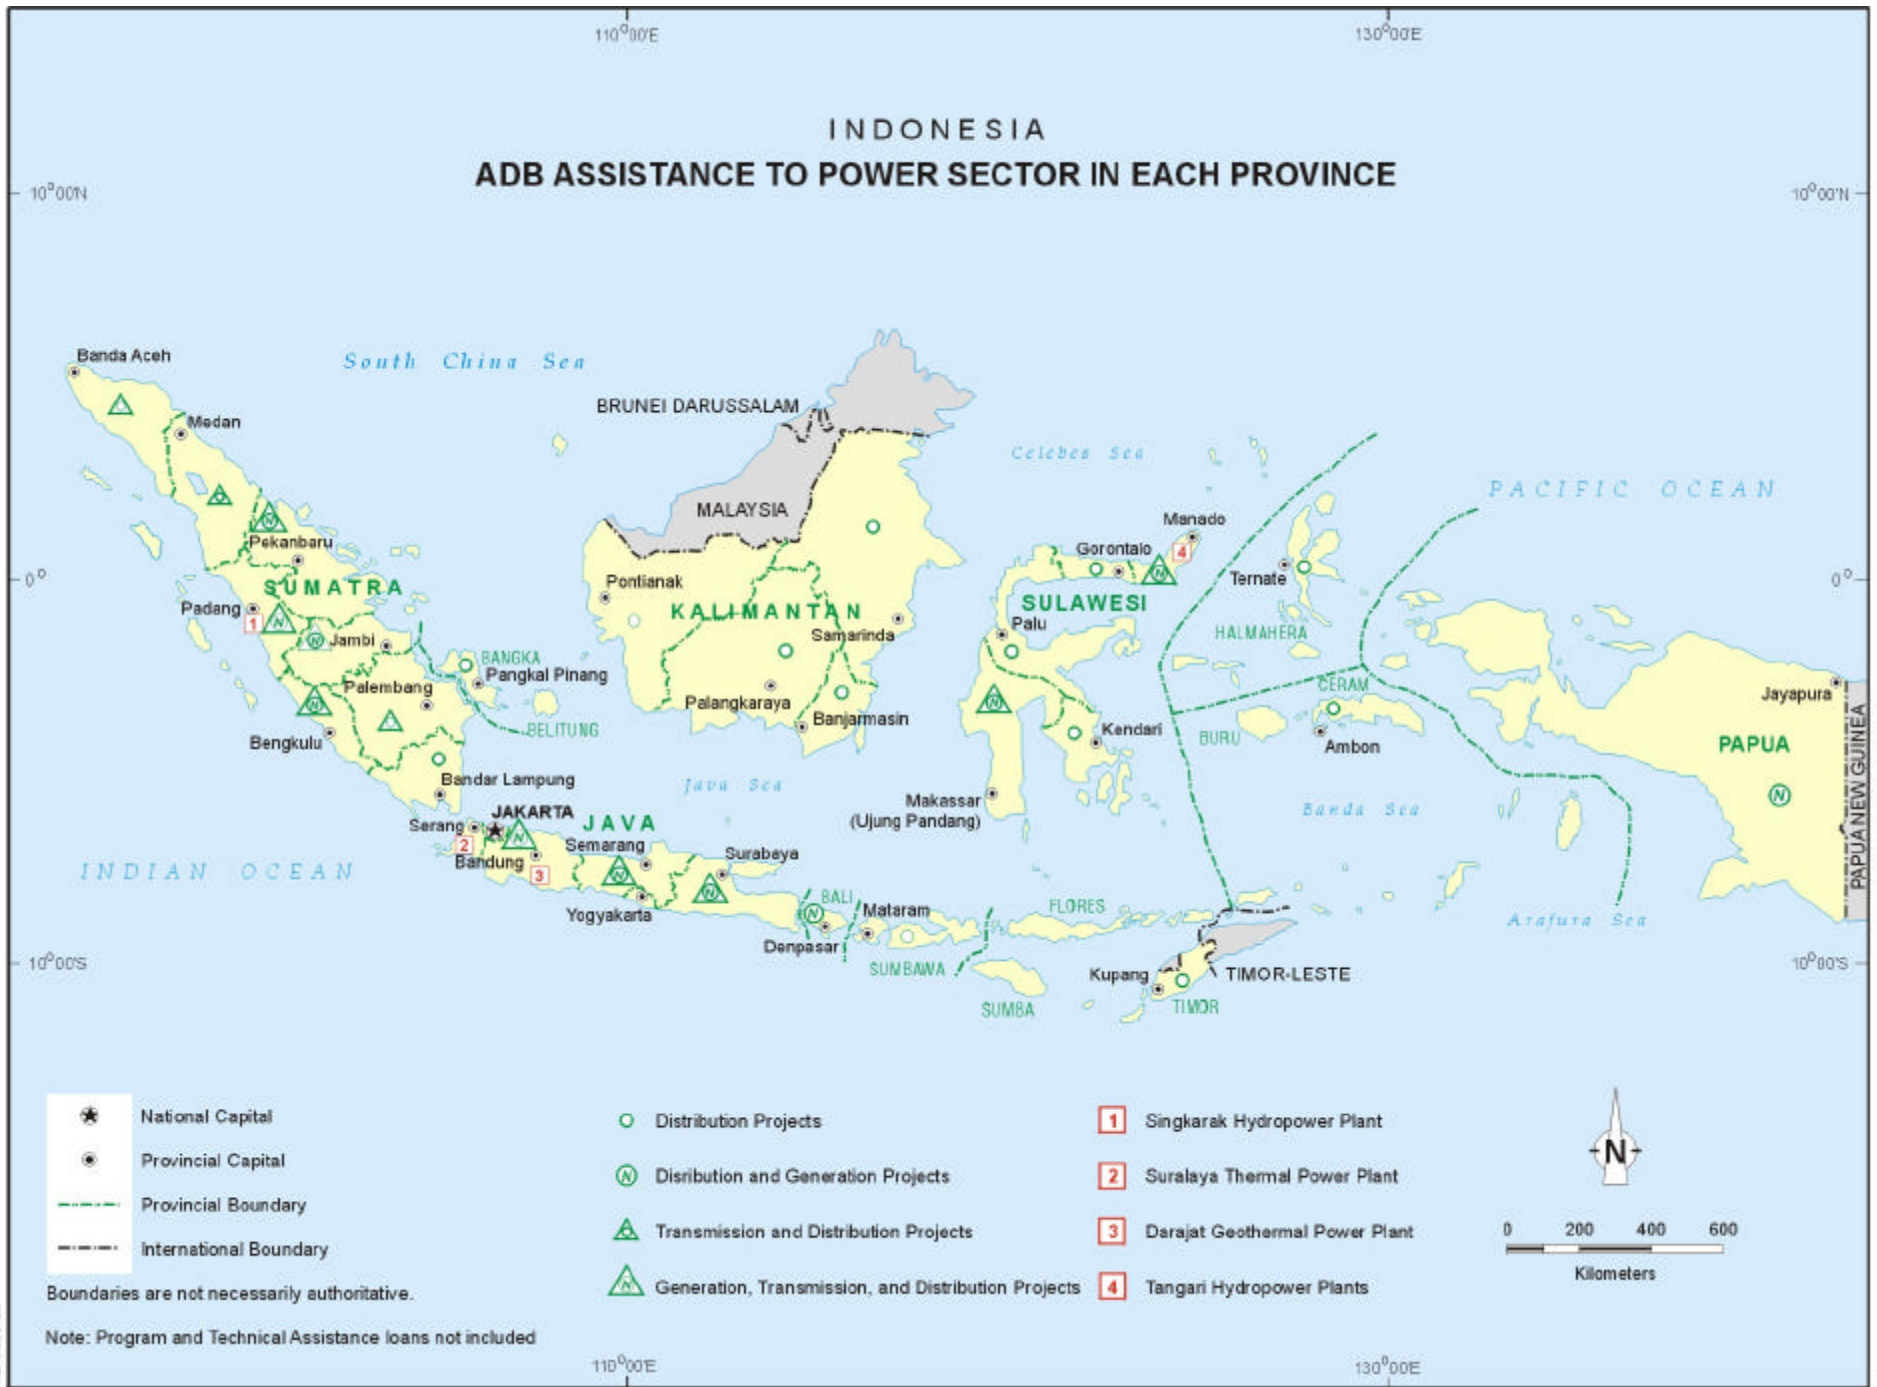 110°00'E
130°00'E
INDONESIA
ADB ASSISTANCE TO POWER SECTOR IN EACH PROVINCE
10°00'N
10°00'N
Banda Aceh
South China Sea
BRUNEI DARUSSALAM
Medan
Celebes Sea
PACIFIC OCEAN
MALAYSIA
Manado
Pekanbaru
Gorontalo
4
0°
0°
SUMATRA
Pontianak
KALIMANTAN
SULAWESI
Ternate
Padang
1
Jambi
Samarinda
Palu
HALMAHERA
BANGKA
Pangkal Pinang
Palembang
Palangkaraya
CERAM
Jayapura
Bengkulu
BELITUNG
Banjarmasin
Kendari
BURU
Ambon
PAPUA
PAPUA NEW GUINEA
Bandar Lampung
Java Sea
Makassar
(Ujung Pandang)
Banda Sea
JAKARTA
Serang
JAVA
2
Bandung
Semarang
Surabaya
INDIAN OCEAN
3
Yogyakarta
BALI
Mataram
FLORES
Arafura Sea
Denpasar
10°00'S
10°00'S
SUMBAWA
Kupang
TIMOR-LESTE
SUMBA
TIMOR
National Capital
Provincial Capital
Provincial Boundary
International Boundary
Boundaries are not necessarily authoritative.
Note: Program and Technical Assistance loans not included
Distribution Projects
N Disribution and Generation Projects
Transmission and Distribution Projects
N Generation, Transmission, and Distribution Projects
1 Singkarak Hydropower Plant
2 Suralaya Thermal Power Plant
3 Darajat Geothermal Power Plant
4 Tangari Hydropower Plants
N
0 200 400 600
Kilometers
110°00'E
130°00'E